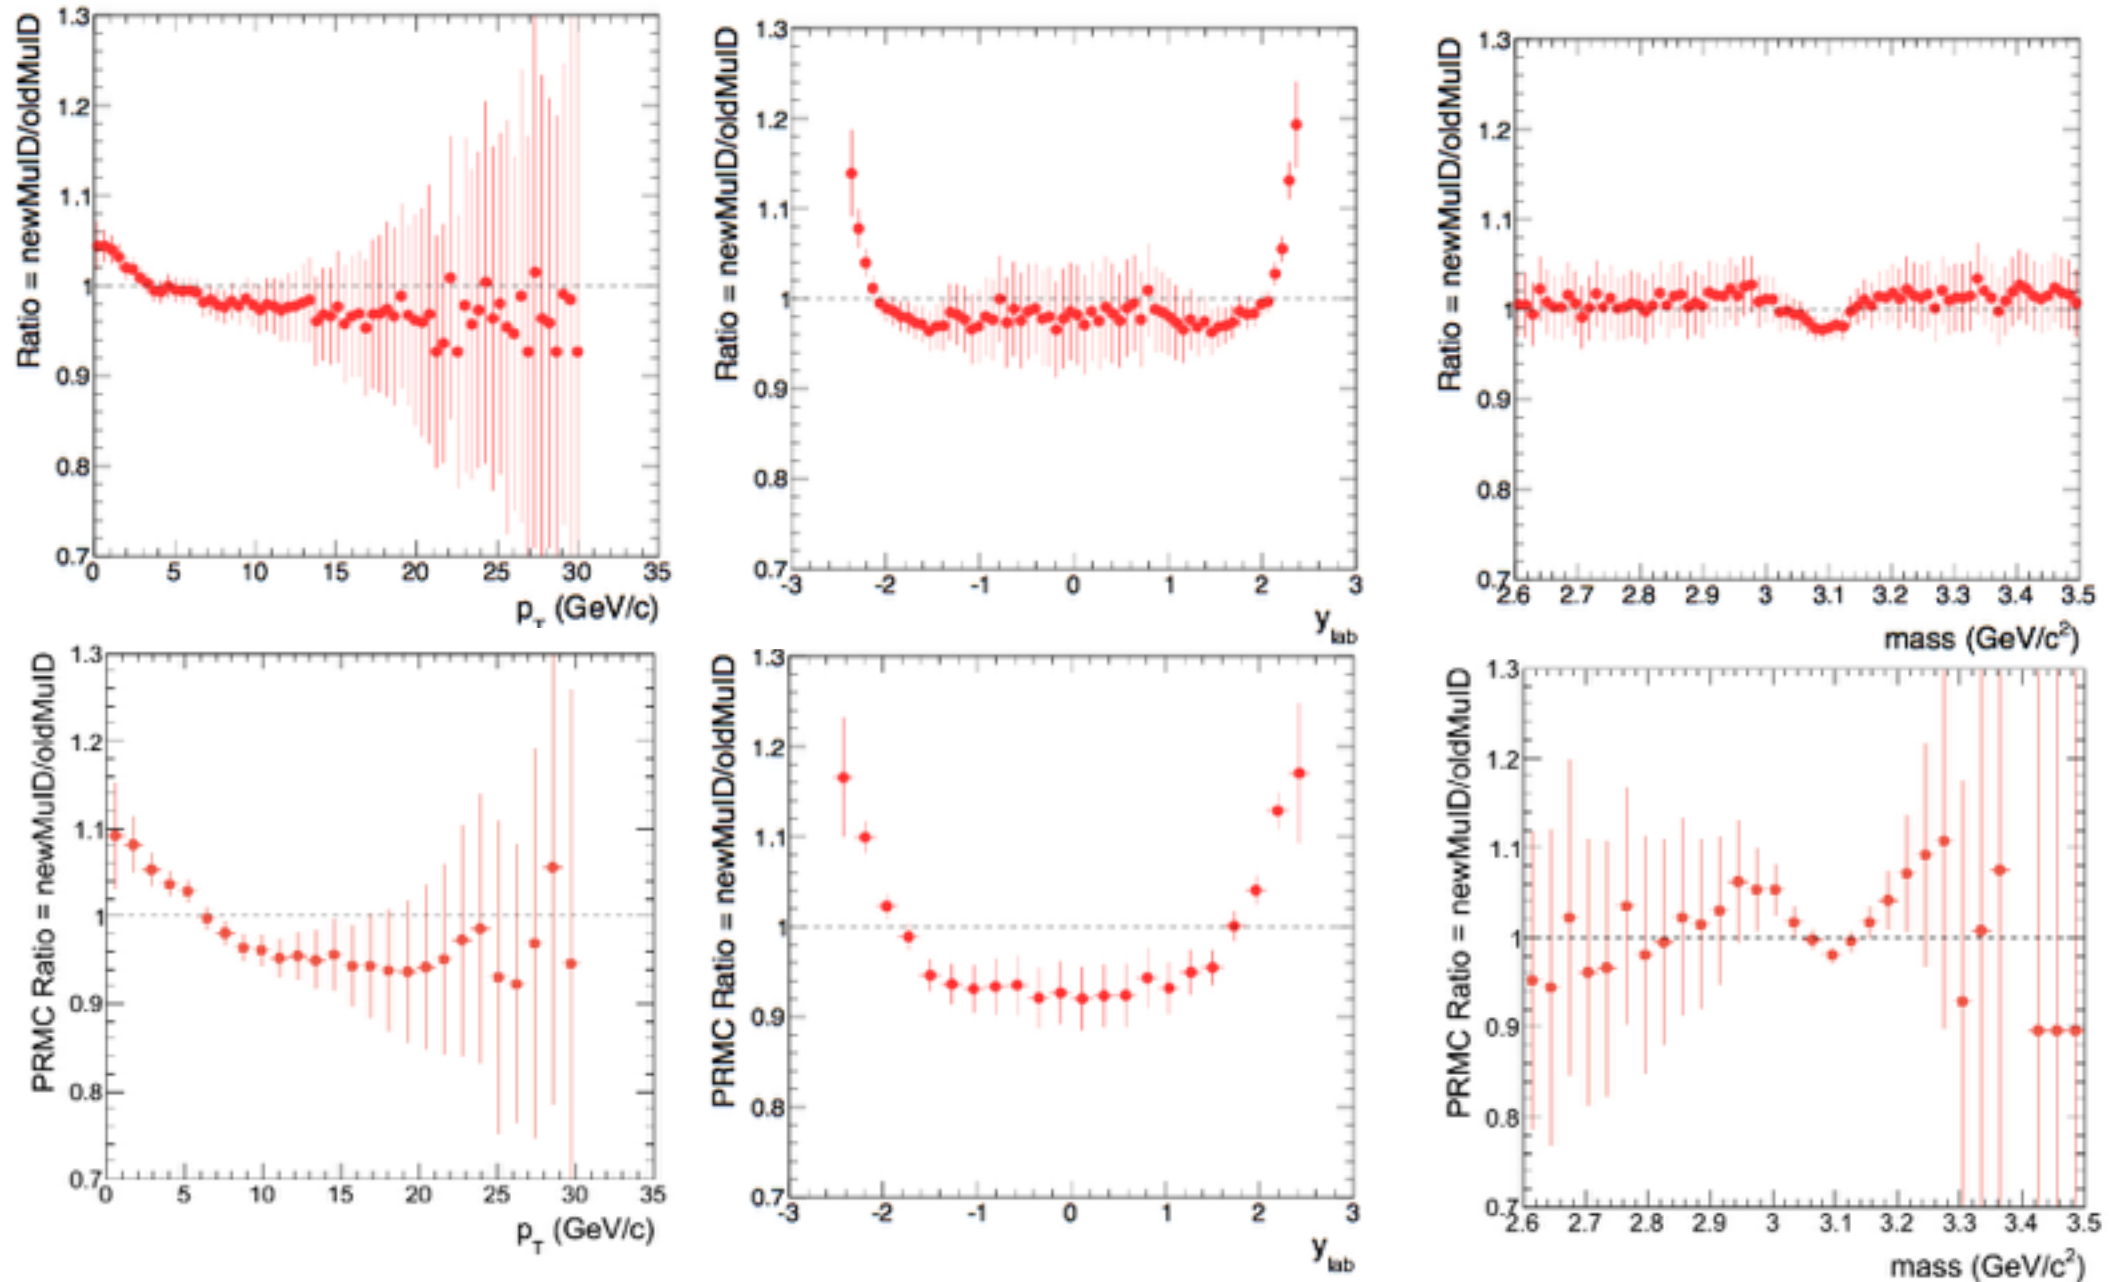 Ratio = newMuID/oldMuID
1.3
1.2
1.1
1
0.9
0.8
0.7
0 5 10 15 20 25 30 35
p_T (GeV/c)
Ratio = newMuID/oldMuID
1.3
1.2
1.1
1
0.9
0.8
0.7
-3 -2 -1 0 1 2 3
y_lab
Ratio = newMuID/oldMuID
1.3
1.2
1.1
1
0.9
0.8
0.7
2.6 2.7 2.8 2.9 3 3.1 3.2 3.3 3.4 3.5
mass (GeV/c²)
PRMC Ratio = newMuID/oldMuID
1.3
1.2
1.1
1
0.9
0.8
0.7
0 5 10 15 20 25 30 35
p_T (GeV/c)
PRMC Ratio = newMuID/oldMuID
1.3
1.2
1.1
1
0.9
0.8
0.7
-3 -2 -1 0 1 2 3
y_lab
PRMC Ratio = newMuID/oldMuID
1.3
1.2
1.1
1
0.9
0.8
0.7
2.6 2.7 2.8 2.9 3 3.1 3.2 3.3 3.4 3.5
mass (GeV/c²)